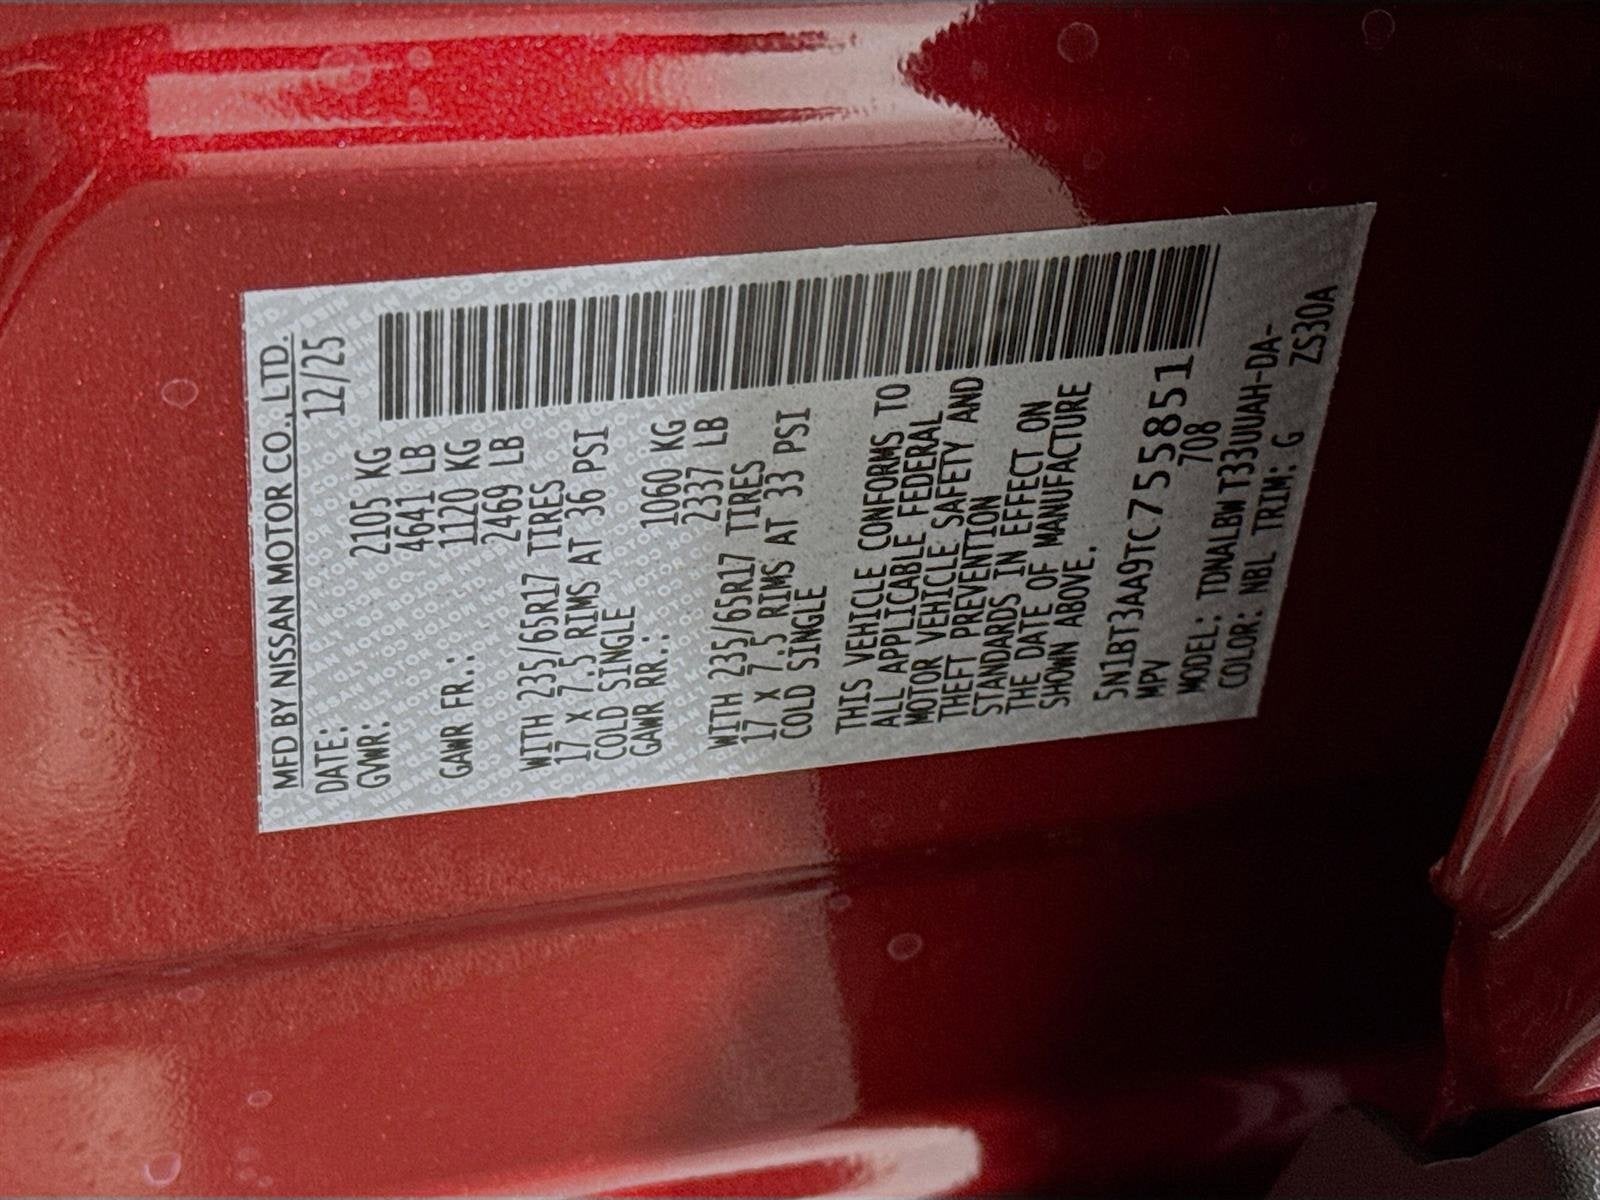 MFD BY NISSAN MOTOR CO., LTD.
DATE: 12/25
GVWR: 2105 KG
4641 LB
GAWR FR.: 1120 KG
2469 LB
WITH 235/65R17 TIRES
17 X 7.5 RIMS AT 36 PSI
COLD SINGLE
GAWR RR.: 1060 KG
2337 LB
WITH 235/65R17 TIRES
17 X 7.5 RIMS AT 33 PSI
COLD SINGLE
THIS VEHICLE CONFORMS TO
ALL APPLICABLE FEDERAL
MOTOR VEHICLE SAFETY AND
THEFT PREVENTION
STANDARDS IN EFFECT ON
THE DATE OF MANUFACTURE
SHOWN ABOVE.
5N1BT3AA9TC755851
MPV 708
MODEL: TDNALBW T33UUAH-DA-
COLOR: NBL TRIM: G ZS30A